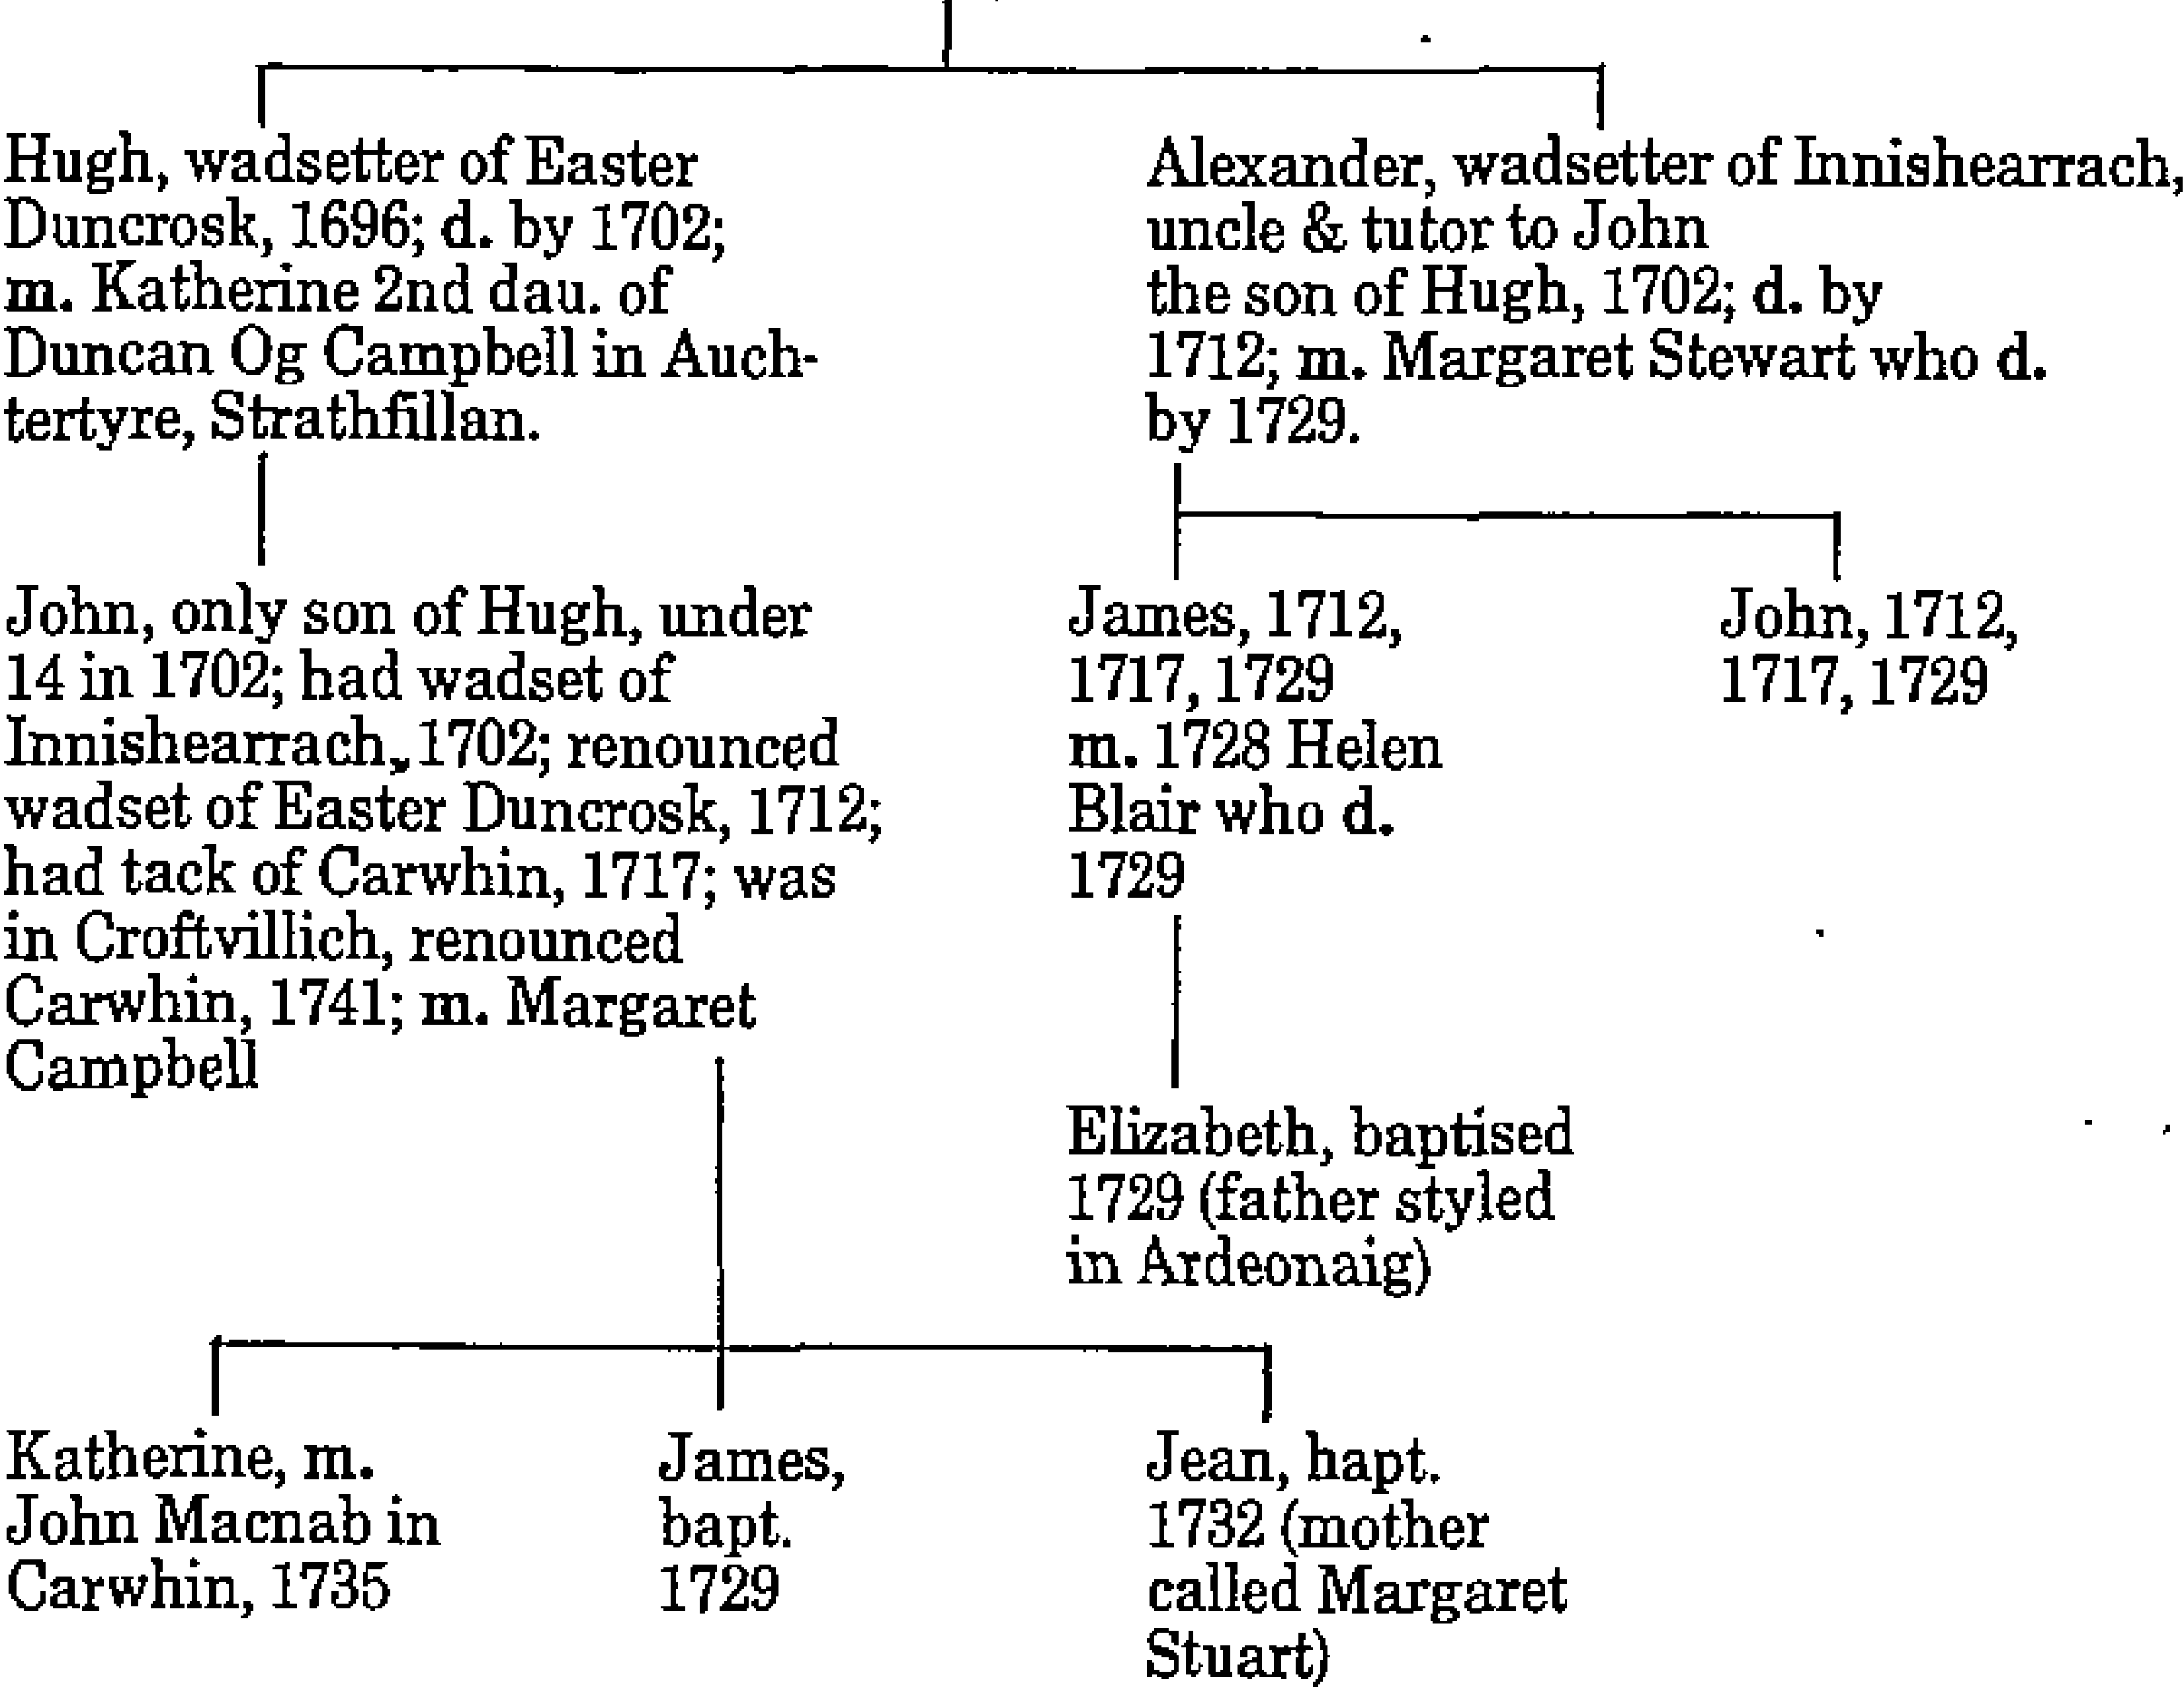 Hugh, wadsetter of Easter
Duncrosk, 1696; d. by 1702;
m. Katherine 2nd dau. of
Duncan Og Campbell in Auch-
tertyre, Strathfillan.
Alexander, wadsetter of Innishearrach,
uncle & tutor to John
the son of Hugh, 1702; d. by
1712; m. Margaret Stewart who d.
by 1729.
John, only son of Hugh, under
14 in 1702; had wadset of
Innishearrach, 1702; renounced
wadset of Easter Duncrosk, 1712;
had tack of Carwhin, 1717; was
in Croftvillich, renounced
Carwhin, 1741; m. Margaret
Campbell
James, 1712,
1717, 1729
m. 1728 Helen
Blair who d.
1729
John, 1712,
1717, 1729
Elizabeth, baptised
1729 (father styled
in Ardeonaig)
Katherine, m.
John Macnab in
Carwhin, 1735
James,
bapt.
1729
Jean, hapt.
1732 (mother
called Margaret
Stuart)